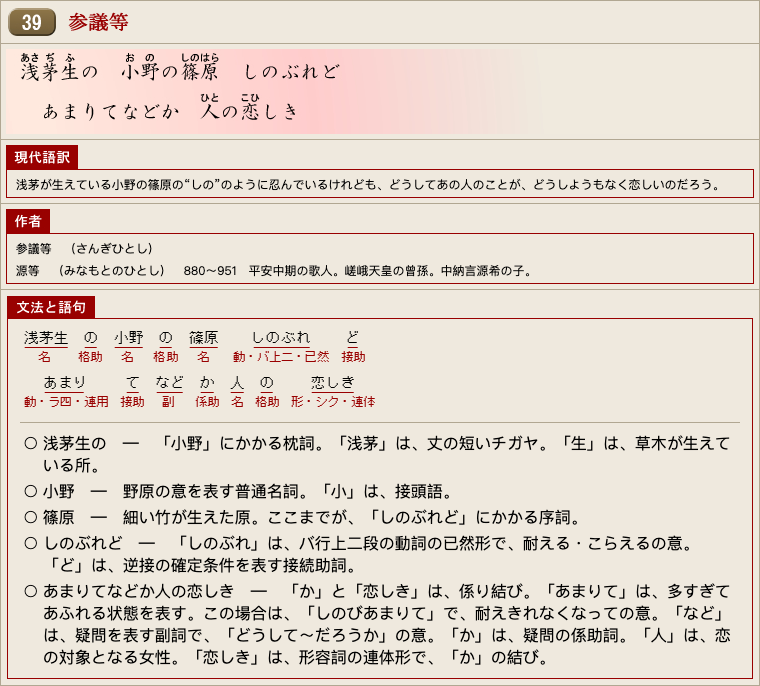 39 参議等
浅茅生の 小野の篠原 しのぶれど
あまりてなどか 人の恋しき
現代語訳
浅茅が生えている小野の篠原の“しの”のように忍んでいるけれども、どうしてあの人のことが、どうしようもなく恋しいのだろう。
作者
参議等 （さんぎひとし）
源等 （みなもとのひとし） 880～951 平安中期の歌人。嵯峨天皇の曾孫。中納言源希の子。
文法と語句
浅茅生 の 小野 の 篠原 しのぶれ ど
名 格助 名 格助 名 動・バ上二・已然 接助
あまり て など か 人 の 恋しき
動・ラ四・連用 接助 副 係助 名 格助 形・シク・連体
○ 浅茅生の ― 「小野」にかかる枕詞。「浅茅」は、丈の短いチガヤ。「生」は、草木が生えて
いる所。
○ 小野 ― 野原の意を表す普通名詞。「小」は、接頭語。
○ 篠原 ― 細い竹が生えた原。ここまでが、「しのぶれど」にかかる序詞。
○ しのぶれど ― 「しのぶれ」は、バ行上二段の動詞の已然形で、耐える・こらえるの意。
「ど」は、逆接の確定条件を表す接続助詞。
○ あまりてなどか人の恋しき ― 「か」と「恋しき」は、係り結び。「あまりて」は、多すぎて
あふれる状態を表す。この場合は、「しのびあまりて」で、耐えきれなくなっての意。「など」
は、疑問を表す副詞で、「どうして～だろうか」の意。「か」は、疑問の係助詞。「人」は、恋
の対象となる女性。「恋しき」は、形容詞の連体形で、「か」の結び。